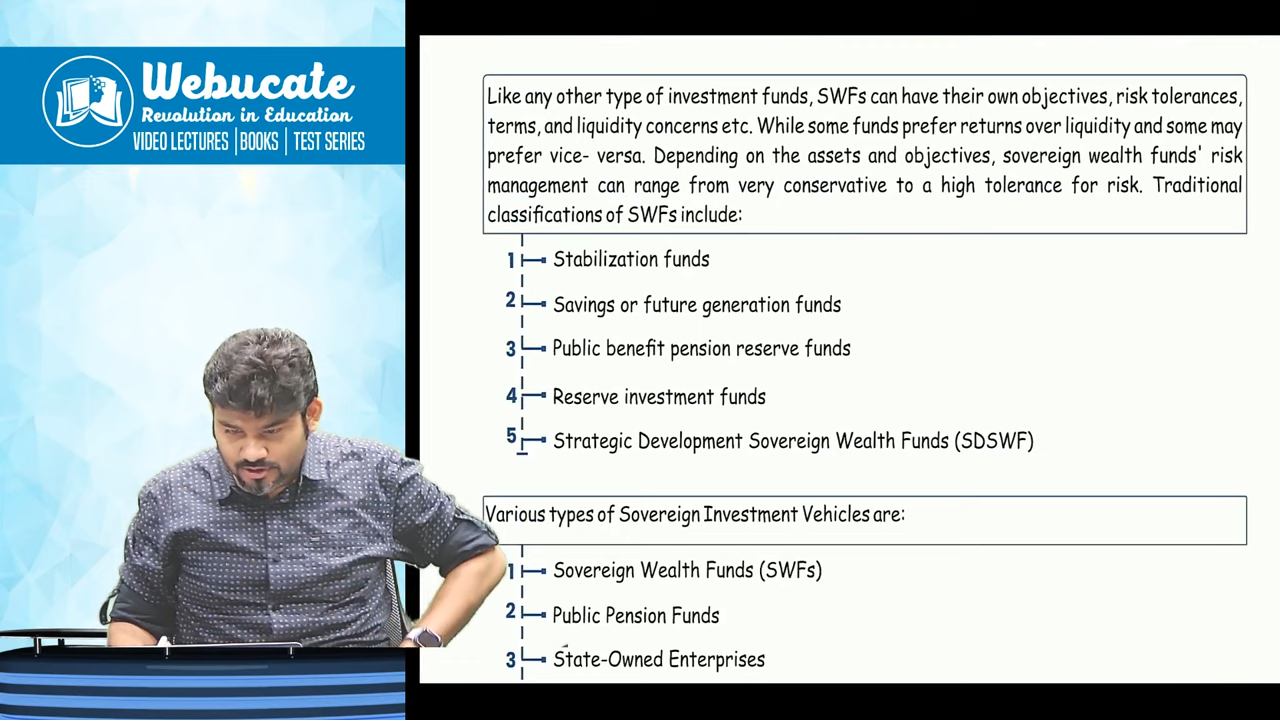 Webucate
Revolution in Education
VIDEO LECTURES | BOOKS | TEST SERIES
Like any other type of investment funds, SWFs can have their own objectives, risk tolerances,
terms, and liquidity concerns etc. While some funds prefer returns over liquidity and some may
prefer vice- versa. Depending on the assets and objectives, sovereign wealth funds' risk
management can range from very conservative to a high tolerance for risk. Traditional
classifications of SWFs include:
1 Stabilization funds
2 Savings or future generation funds
3 Public benefit pension reserve funds
4 Reserve investment funds
5 Strategic Development Sovereign Wealth Funds (SDSWF)
Various types of Sovereign Investment Vehicles are:
1 Sovereign Wealth Funds (SWFs)
2 Public Pension Funds
3 State-Owned Enterprises